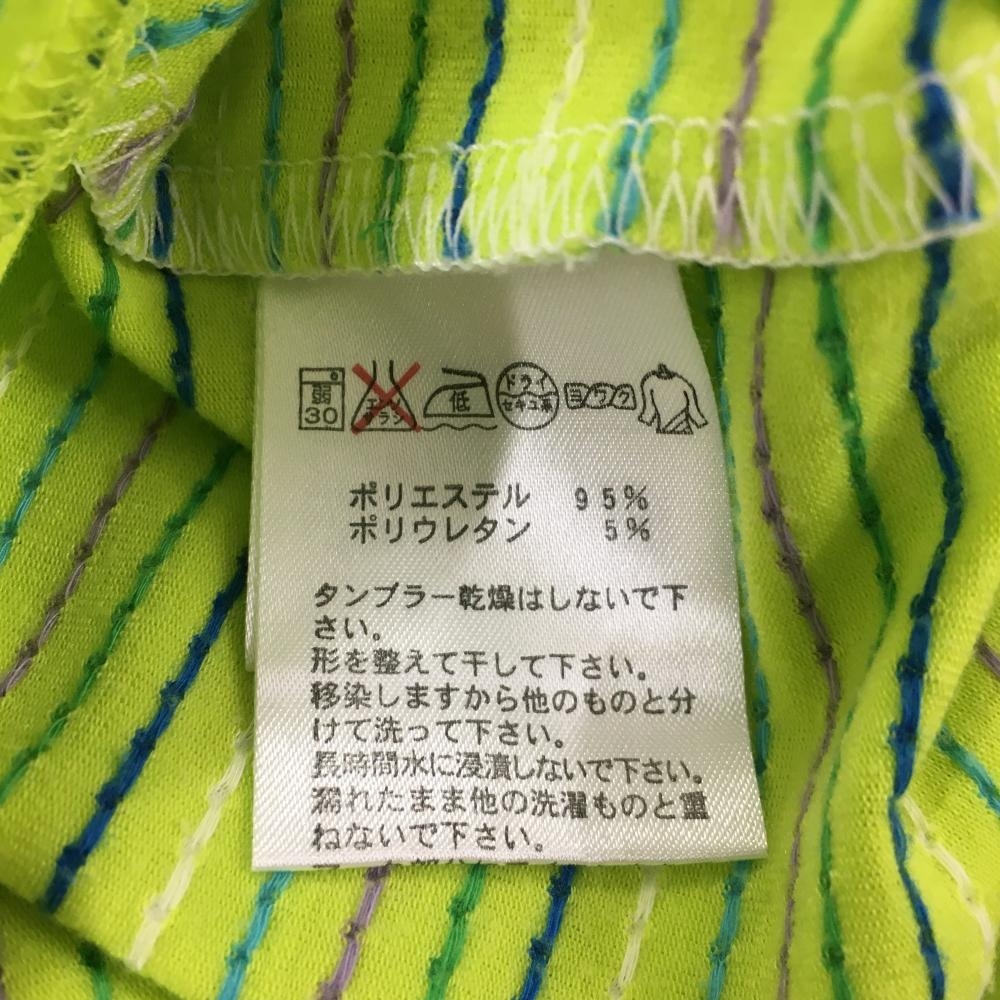 弱 30 エンソ サラシ 低 ドライ セキユ系 ヨワク
ポリエステル 95%
ポリウレタン 5%
タンブラー乾燥はしないで下
さい。
形を整えて干して下さい。
移染しますから他のものと分
けて洗って下さい。
長時間水に浸漬しないで下さい。
濡れたまま他の洗濯ものと重
ねないで下さい。